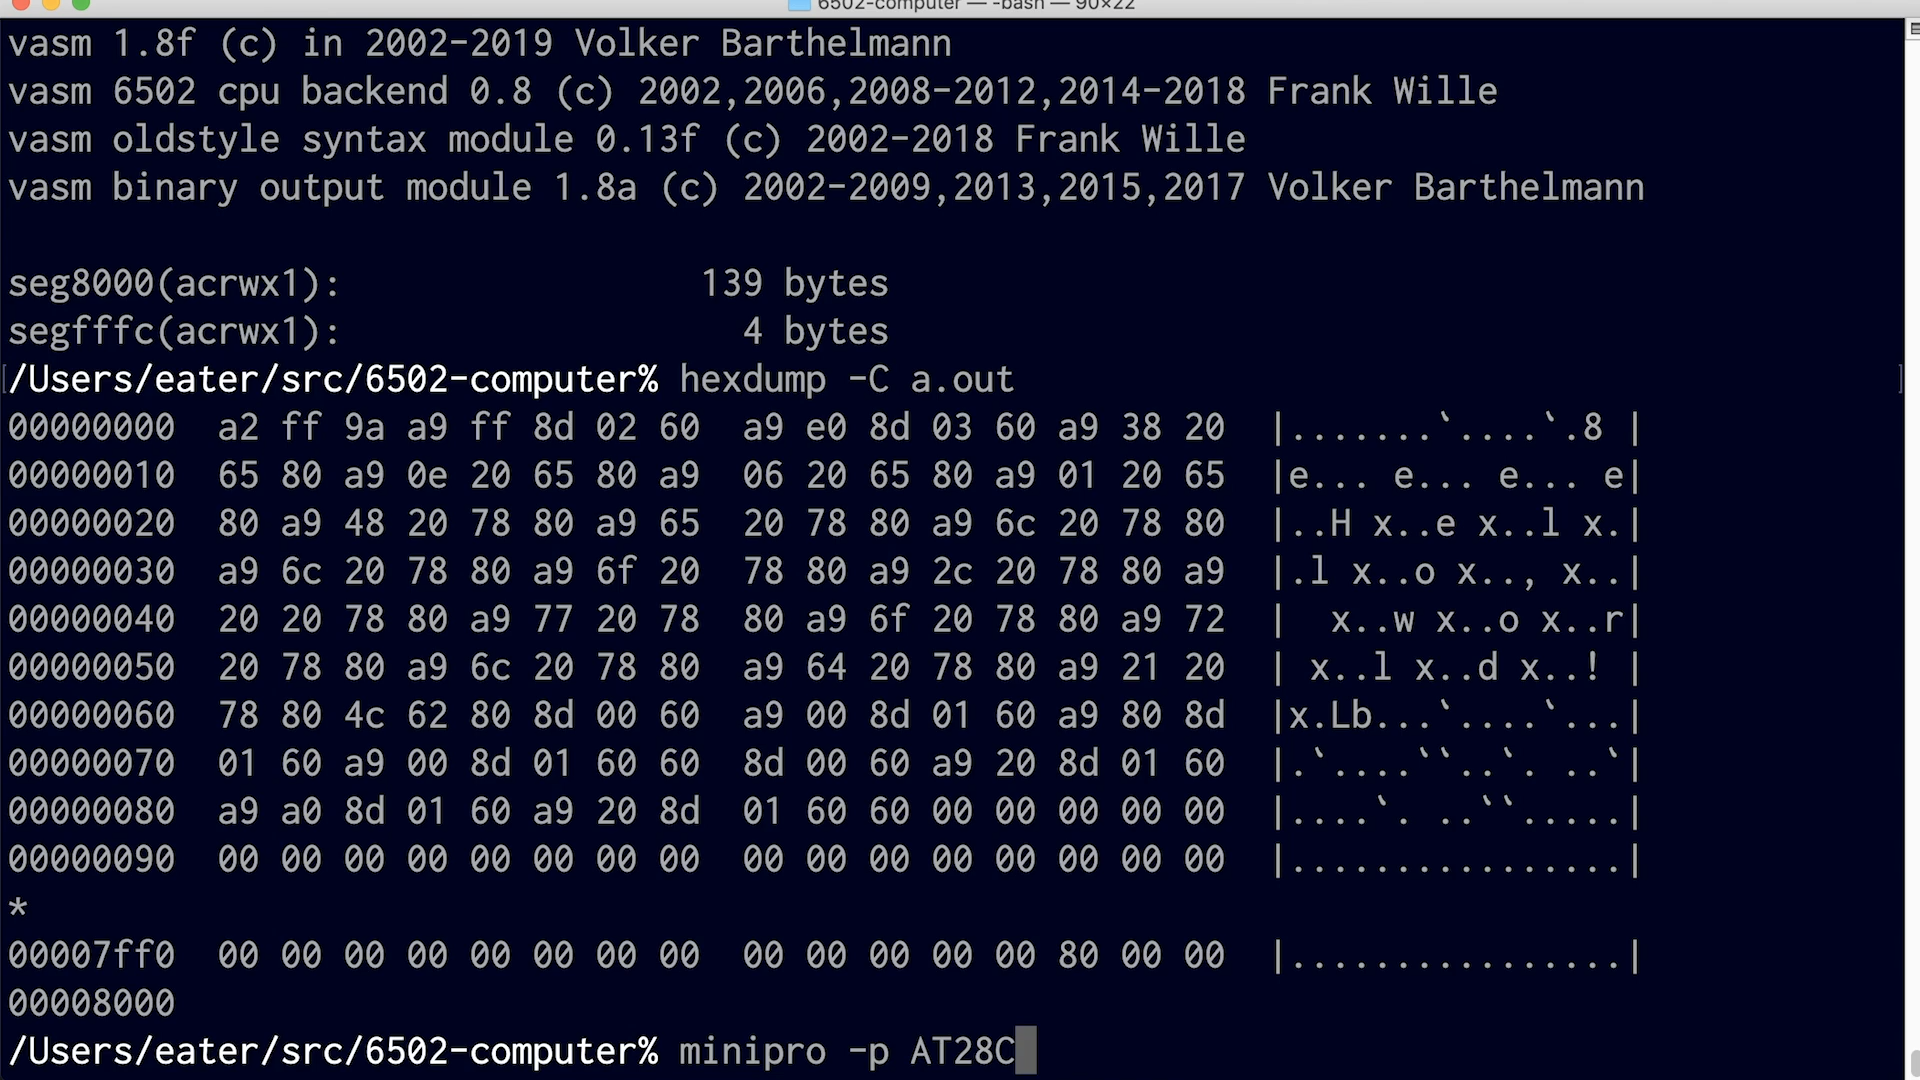 6502-computer — -bash — 90×22
vasm 1.8f (c) in 2002-2019 Volker Barthelmann
vasm 6502 cpu backend 0.8 (c) 2002,2006,2008-2012,2014-2018 Frank Wille
vasm oldstyle syntax module 0.13f (c) 2002-2018 Frank Wille
vasm binary output module 1.8a (c) 2002-2009,2013,2015,2017 Volker Barthelmann
seg8000(acrwx1):                  139 bytes
segfffc(acrwx1):                    4 bytes
[/Users/eater/src/6502-computer% hexdump -C a.out ]
00000000  a2 ff 9a a9 ff 8d 02 60  a9 e0 8d 03 60 a9 38 20  |.......`....`.8 |
00000010  65 80 a9 0e 20 65 80 a9  06 20 65 80 a9 01 20 65  |e... e... e... e|
00000020  80 a9 48 20 78 80 a9 65  20 78 80 a9 6c 20 78 80  |..H x..e x..l x.|
00000030  a9 6c 20 78 80 a9 6f 20  78 80 a9 2c 20 78 80 a9  |.l x..o x.., x..|
00000040  20 20 78 80 a9 77 20 78  80 a9 6f 20 78 80 a9 72  |  x..w x..o x..r|
00000050  20 78 80 a9 6c 20 78 80  a9 64 20 78 80 a9 21 20  | x..l x..d x..! |
00000060  78 80 4c 62 80 8d 00 60  a9 00 8d 01 60 a9 80 8d  |x.Lb...`....`...|
00000070  01 60 a9 00 8d 01 60 60  8d 00 60 a9 20 8d 01 60  |.`....``..`. ..`|
00000080  a9 a0 8d 01 60 a9 20 8d  01 60 60 00 00 00 00 00  |....`. ..``.....|
00000090  00 00 00 00 00 00 00 00  00 00 00 00 00 00 00 00  |................|
*
00007ff0  00 00 00 00 00 00 00 00  00 00 00 00 00 80 00 00  |................|
00008000
/Users/eater/src/6502-computer% minipro -p AT28C